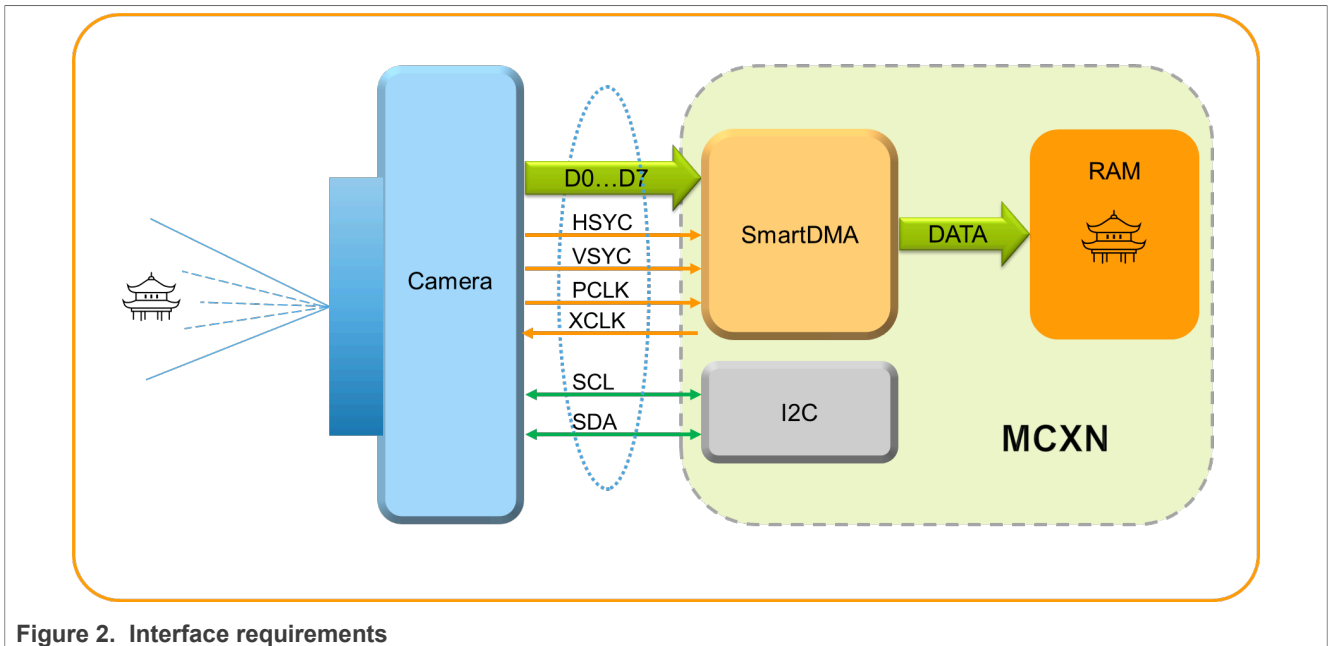 D0...D7
HSYC
VSYC
PCLK
XCLK
SCL
SDA
Camera
SmartDMA
DATA
RAM
I2C
MCXN
Figure 2. Interface requirements